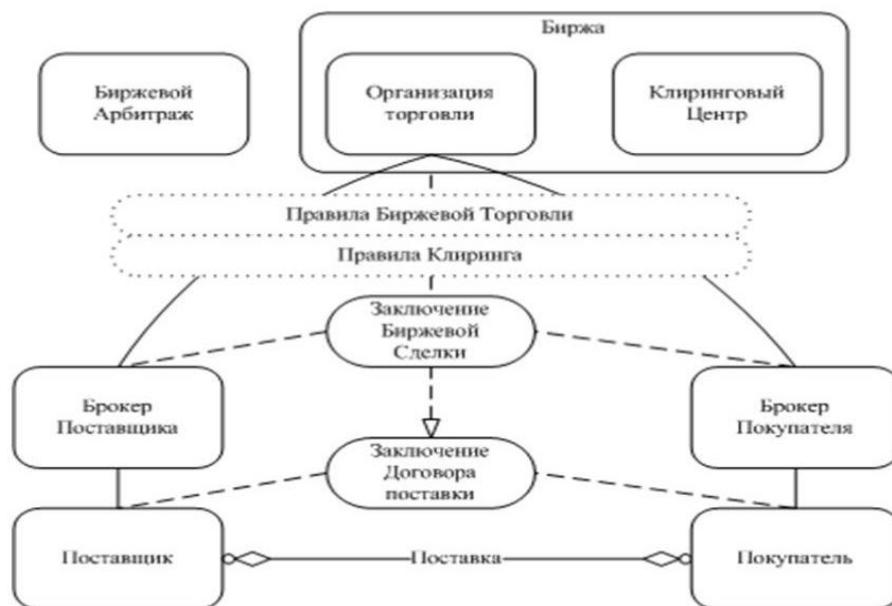 Биржа
Биржевой
Арбитраж
Организация
торговли
Клиринговый
Центр
Правила Биржевой Торговли
Правила Клиринга
Заключение
Биржевой
Сделки
Брокер
Поставщика
Брокер
Покупателя
Заключение
Договора
поставки
Поставщик
Поставка
Покупатель